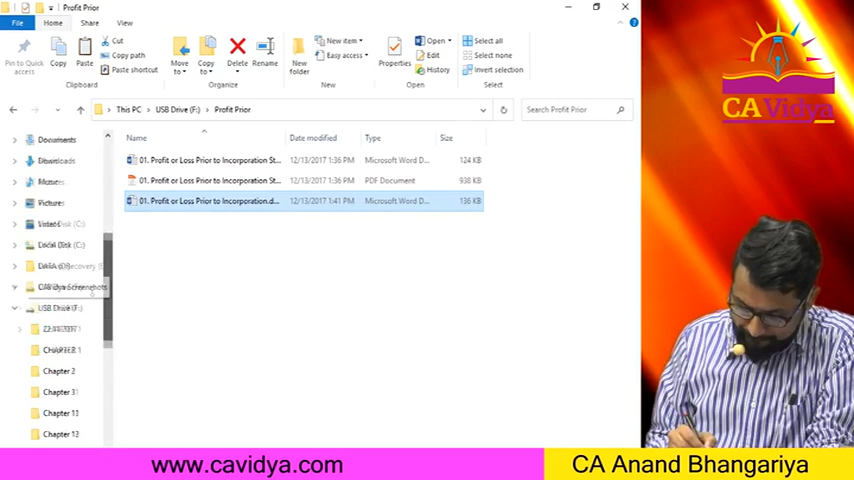 Profit Prior
File
Home
Share
View
Pin to Quick access
Copy
Paste
Cut
Copy path
Paste shortcut
Clipboard
Move to
Copy to
Delete
Rename
Organize
New folder
New item
Easy access
New
Properties
Open
Edit
History
Open
Select all
Select none
Invert selection
Select
This PC
USB Drive (F:)
Profit Prior
Search Profit Prior
Name
Date modified
Type
Size
01. Profit or Loss Prior to Incorporation St...
12/13/2017 1:36 PM
Microsoft Word D...
124 KB
01. Profit or Loss Prior to Incorporation St...
12/13/2017 1:36 PM
PDF Document
938 KB
01. Profit or Loss Prior to Incorporation.d...
12/13/2017 1:41 PM
Microsoft Word D...
136 KB
Documents
Downloads
Music
Pictures
Local Disk (C:)
USB Drive (F:)
Chapter 2
Chapter 13
Chapter 13
CA Vidya
www.cavidya.com
CA Anand Bhangariya